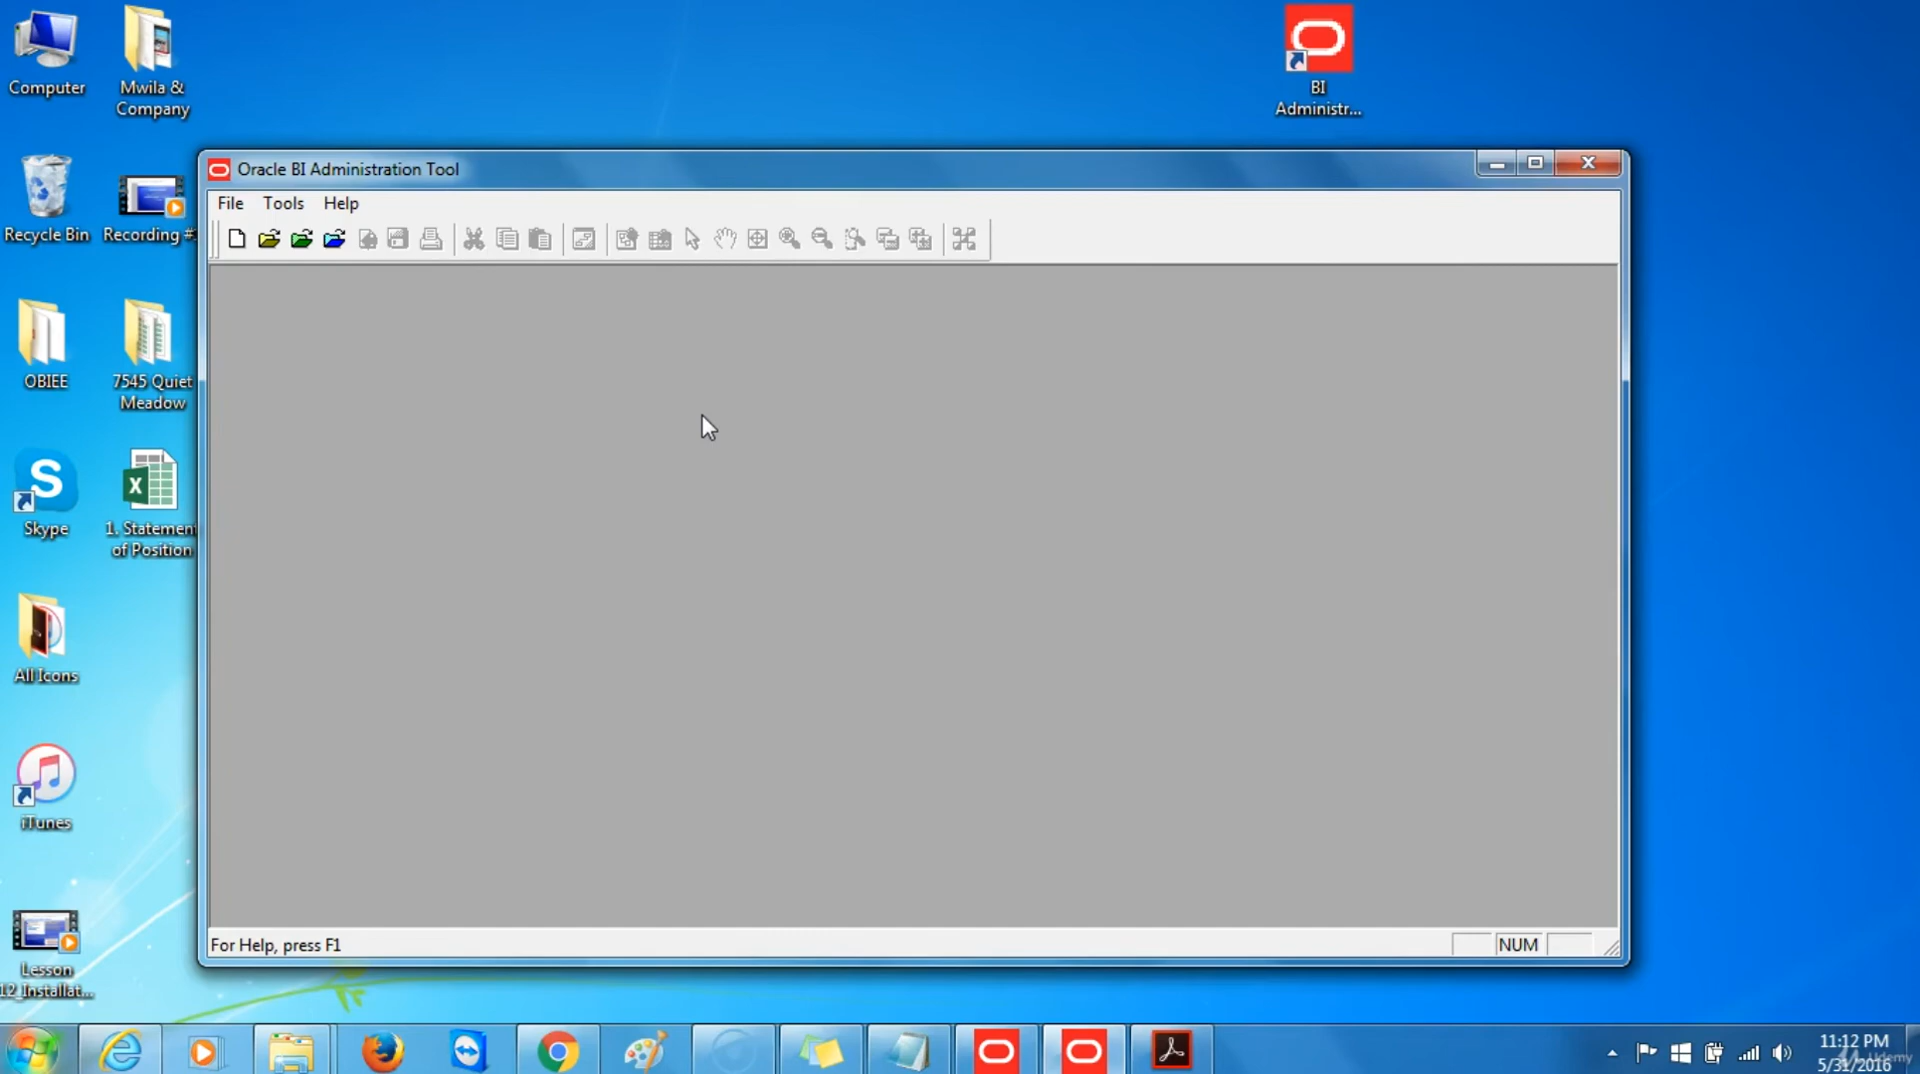 Computer
Mwila &
Company
BI
Administr...
Oracle BI Administration Tool
File Tools Help
Recycle Bin
Recording #
OBIEE
7545 Quiet
Meadow
Skype
1. Statemen
of Position
All Icons
iTunes
Lesson
12_Installat...
For Help, press F1
NUM
11:12 PM
5/31/2016
Udemy